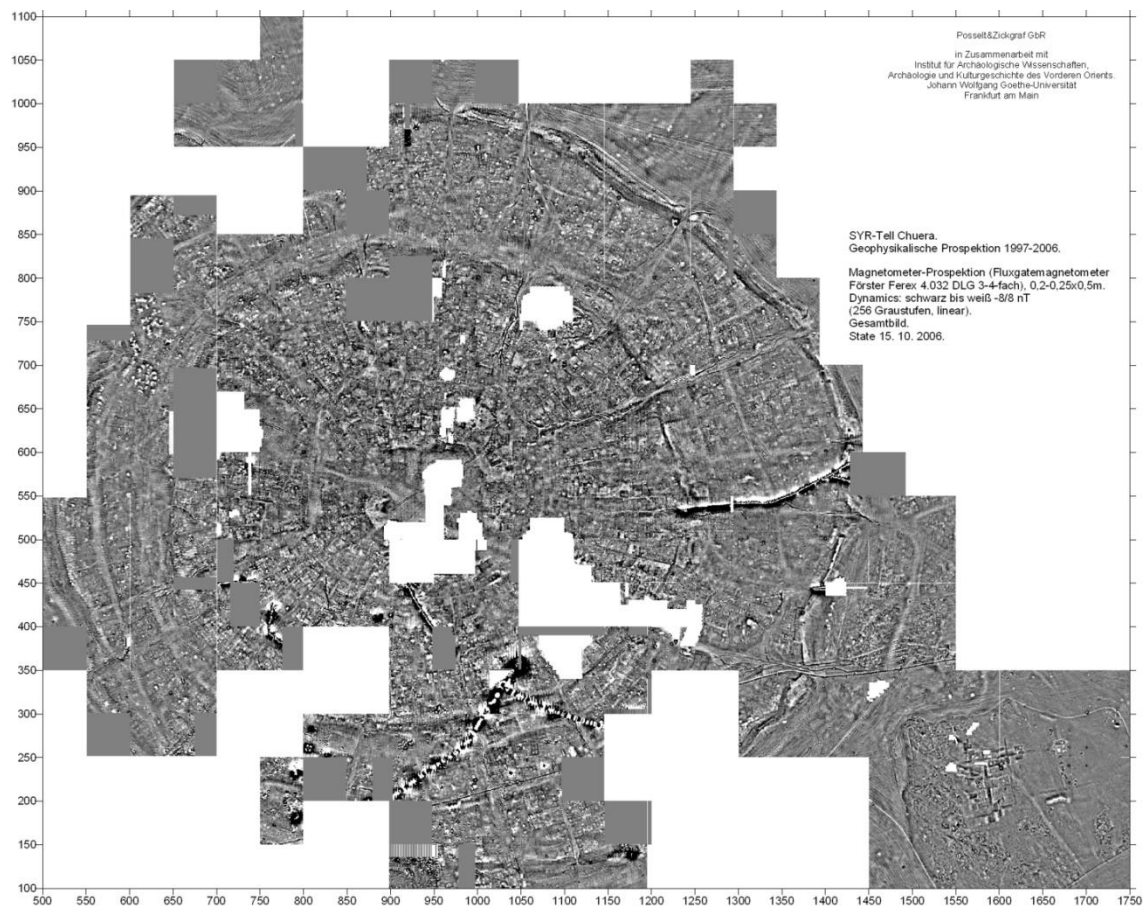 Posselt&Zickgraf GbR
in Zusammenarbeit mit
Institut für Archäologische Wissenschaften,
Archäologie und Kulturgeschichte des Vorderen Orients.
Johann Wolfgang Goethe-Universität
Frankfurt am Main
SYR-Tell Chuera.
Geophysikalische Prospektion 1997-2006.
Magnetometer-Prospektion (Fluxgatemagnetometer
Förster Ferex 4.032 DLG 3-4-fach), 0,2-0,25x0,5m.
Dynamics: schwarz bis weiß -8/8 nT
(256 Graustufen, linear).
Gesamtbild.
State 15. 10. 2006.
1100
1050
1000
950
900
850
800
750
700
650
600
550
500
450
400
350
300
250
200
150
100
500 550 600 650 700 750 800 850 900 950 1000 1050 1100 1150 1200 1250 1300 1350 1400 1450 1500 1550 1600 1650 1700 1750